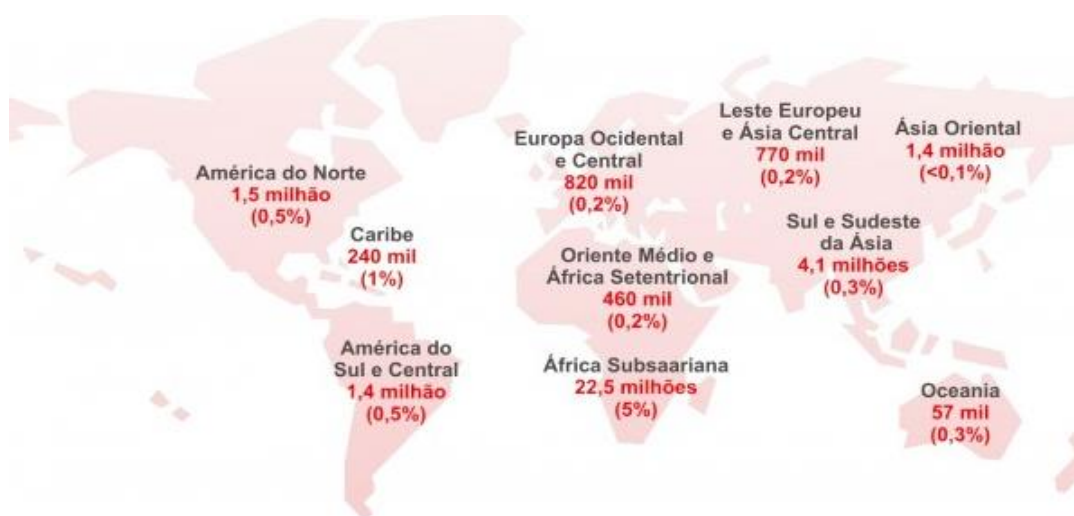 América do Norte
1,5 milhão
(0,5%)
Caribe
240 mil
(1%)
América do
Sul e Central
1,4 milhão
(0,5%)
Europa Ocidental
e Central
820 mil
(0,2%)
Oriente Médio e
África Setentrional
460 mil
(0,2%)
África Subsaariana
22,5 milhões
(5%)
Leste Europeu
e Ásia Central
770 mil
(0,2%)
Ásia Oriental
1,4 milhão
(<0,1%)
Sul e Sudeste
da Ásia
4,1 milhões
(0,3%)
Oceania
57 mil
(0,3%)